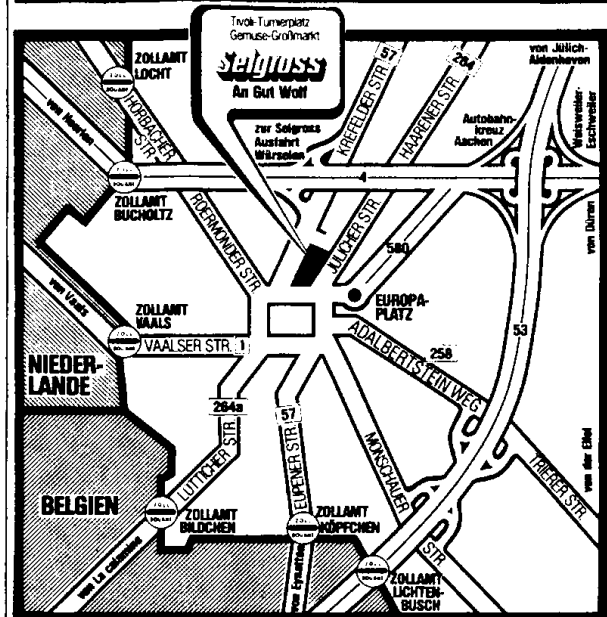 Tivoli-Turnierplatz
Gemüse-Großmarkt
selgross
An Gut Wolf
57
264
von Jülich-
Aldenhoven
Weisweiler-
Eschweiler
ZOLLAMT
LOCHT
HORBACHER
STR.
KREFELDER STR.
HAARENER STR.
Autobahn-
kreuz
Aachen
zur Selgross
Ausfahrt
Würselen
von Heerlen
4
ZOLLAMT
BUCHOLTZ
ROERMONDER STR.
JÜLICHER STR.
580
von Düren
EUROPA-
PLATZ
von Vaals
ZOLLAMT
VAALS
VAALSER STR. 1
ADALBERTSTEINWEG
258
53
NIEDER-
LANDE
264a
LÜTTICHER STR.
57
EUPENER STR.
MONSCHAUER
STR.
TRIERER STR.
von der Eifel
BELGIEN
ZOLLAMT
BILDCHEN
ZOLLAMT
KÖPFCHEN
von La calamine
von Eynatten
ZOLLAMT
LICHTEN-
BUSCH